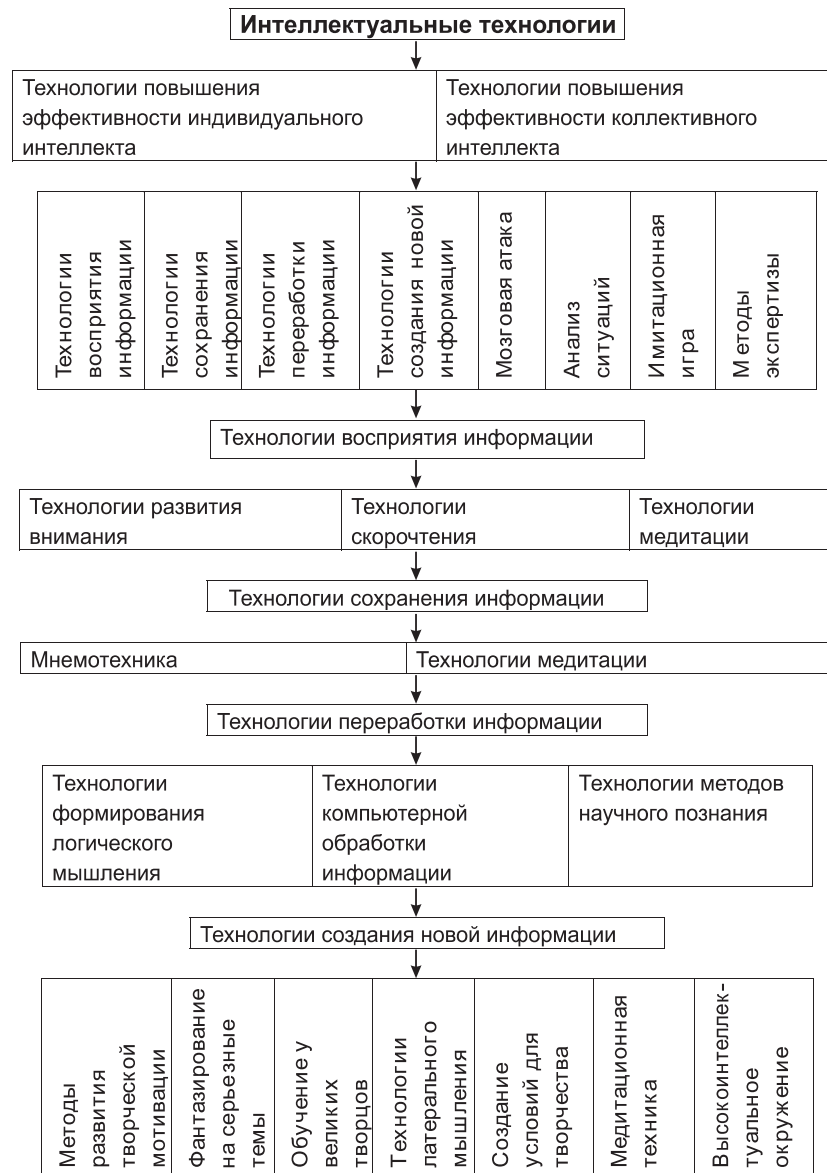 Интеллектуальные технологии
Технологии повышения
эффективности индивидуального
интеллекта
Технологии повышения
эффективности коллективного
интеллекта
Технологии
восприятия
информации
Технологии
сохранения
информации
Технологии
переработки
информации
Технологии
создания новой
информации
Мозговая атака
Анализ
ситуаций
Имитационная
игра
Методы
экспертизы
Технологии восприятия информации
Технологии развития
внимания
Технологии
скорочтения
Технологии
медитации
Технологии сохранения информации
Мнемотехника
Технологии медитации
Технологии переработки информации
Технологии
формирования
логического
мышления
Технологии
компьютерной
обработки
информации
Технологии методов
научного познания
Технологии создания новой информации
Методы
развития
творческой
мотивации
Фантазирование
на серьезные
темы
Обучение у
великих
творцов
Технологии
латерального
мышления
Создание
условий для
творчества
Медитационная
техника
Высокоинтеллек-
туальное
окружение